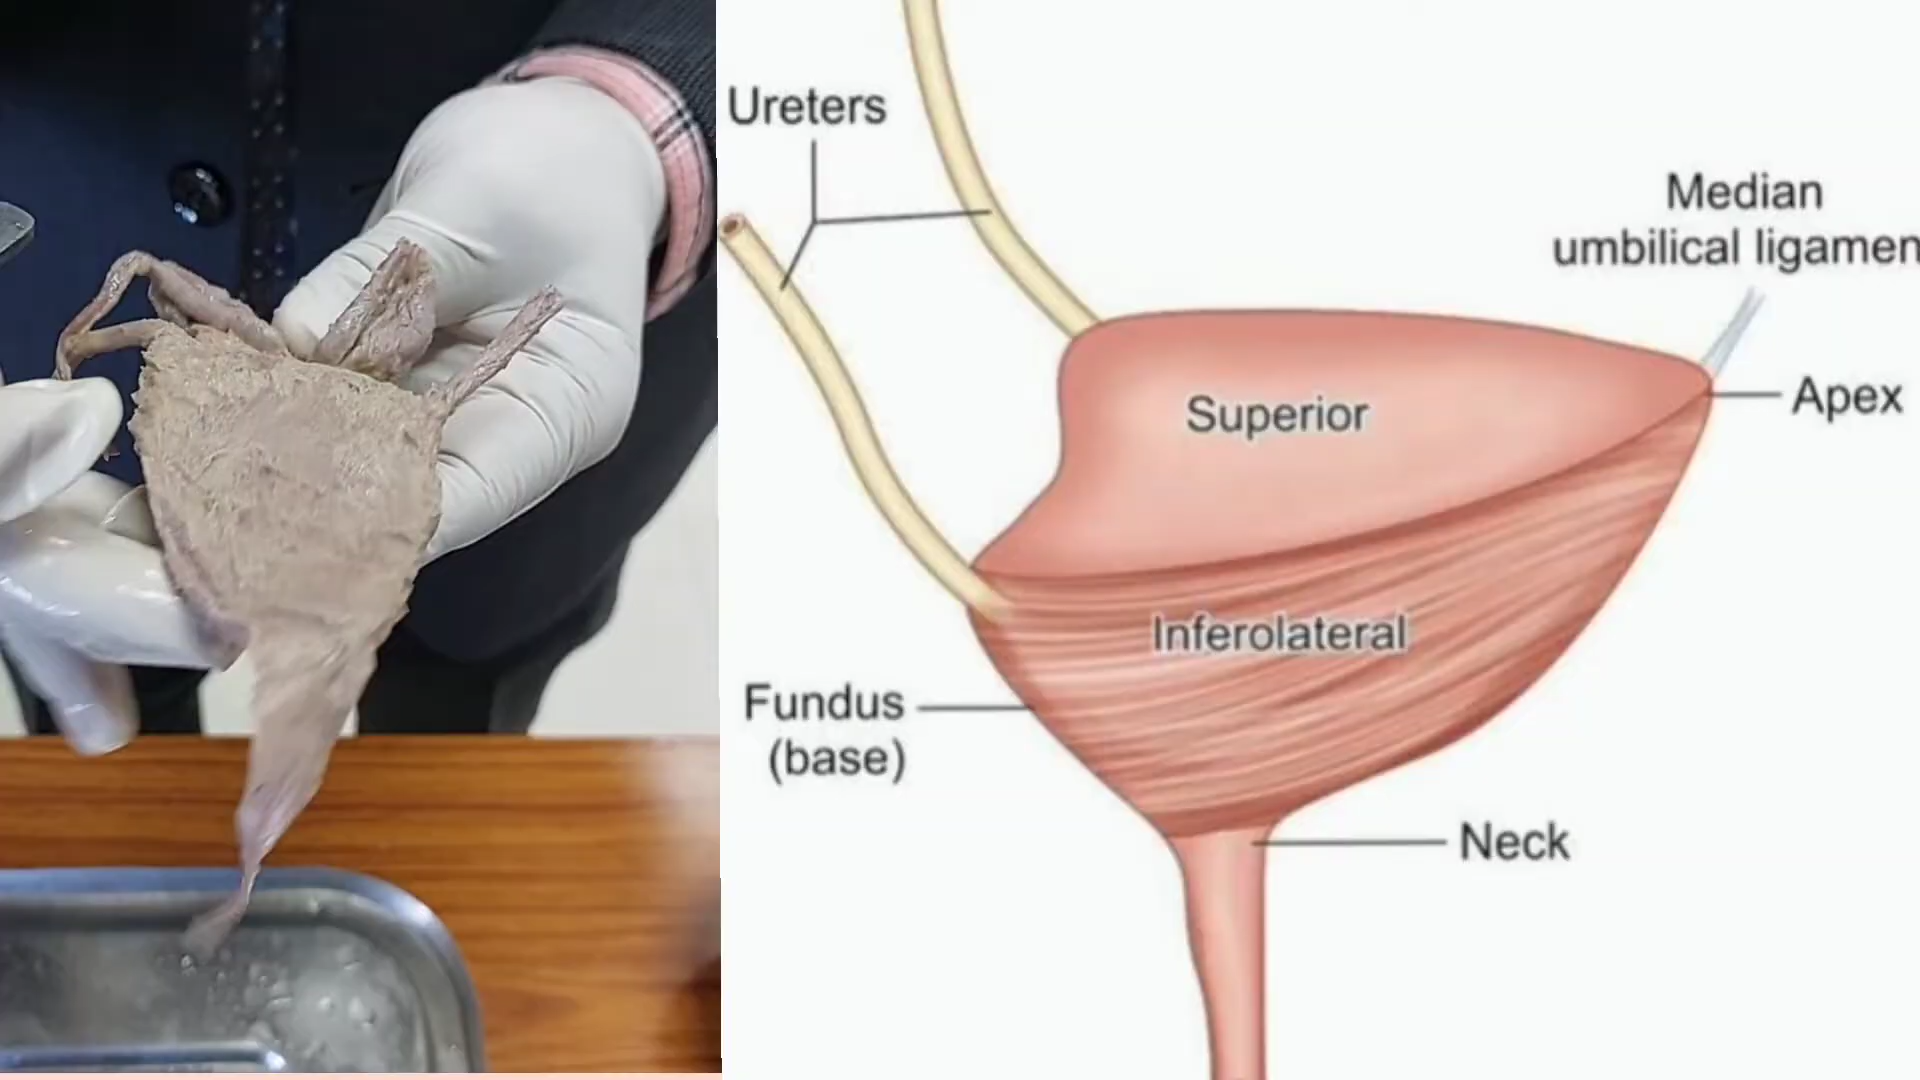 Ureters
Median
umbilical ligamen
Apex
Superior
Inferolateral
Fundus
(base)
Neck